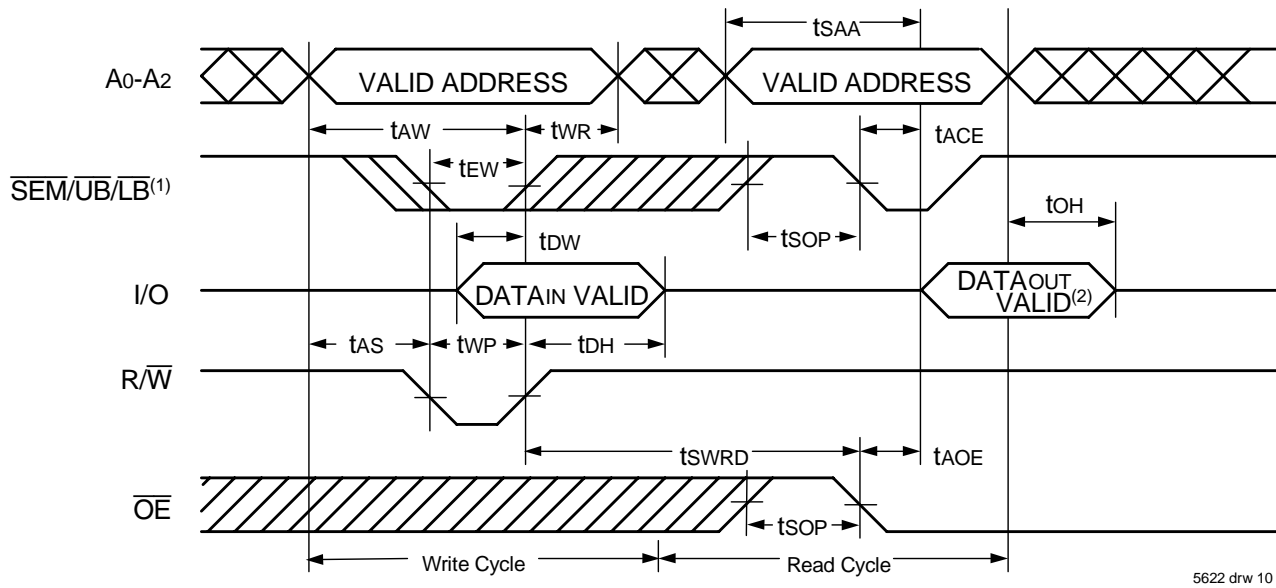 tSAA
A0-A2
VALID ADDRESS
VALID ADDRESS
tAW
tWR
tACE
tEW
SEM/UB/LB(1)
tOH
tDW
tSOP
I/O
DATAIN VALID
DATAOUT
VALID(2)
tAS
tWP
tDH
R/W
tSWRD
tAOE
OE
tSOP
Write Cycle
Read Cycle
5622 drw 10